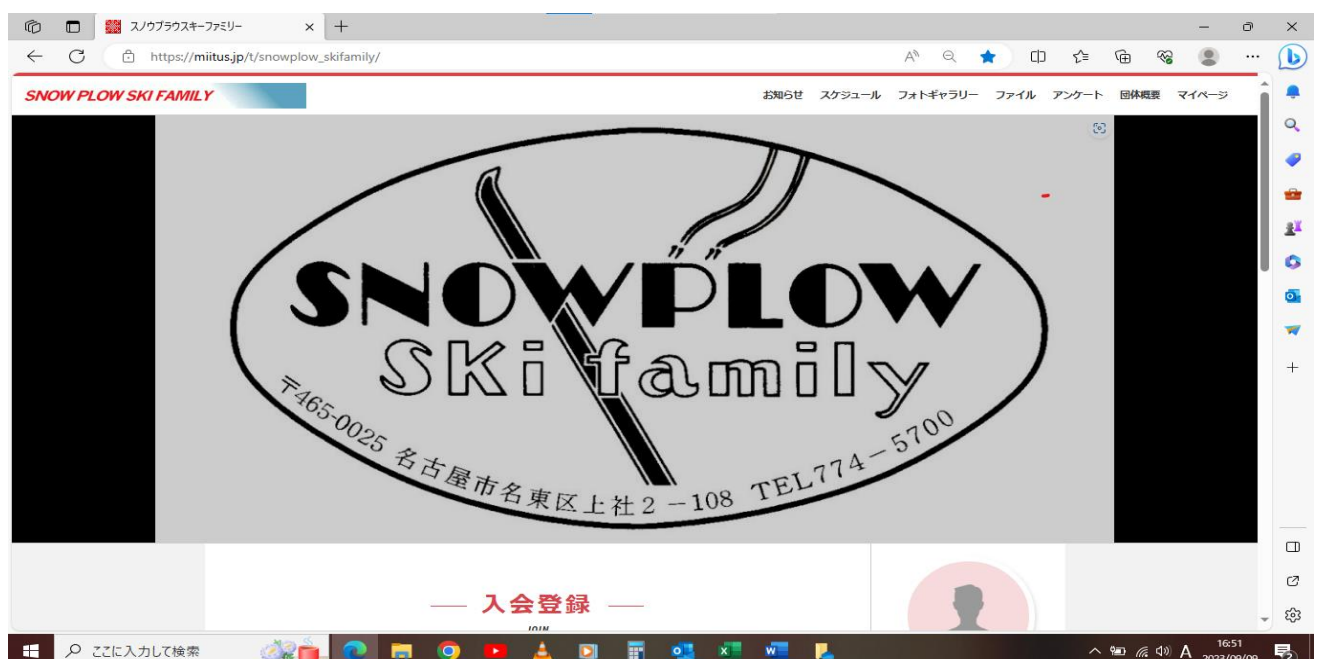 スノウプラウスキーファミリー
https://miitus.jp/t/snowplow_skifamily/
SNOW PLOW SKI FAMILY
お知らせ スケジュール フォトギャラリー ファイル アンケート 団体概要 マイページ
SNOWPLOW
SKi family
〒465-0025 名古屋市名東区上社2-108 TEL774-5700
入会登録
JOIN
ここに入力して検索
A
16:51
2023/09/09